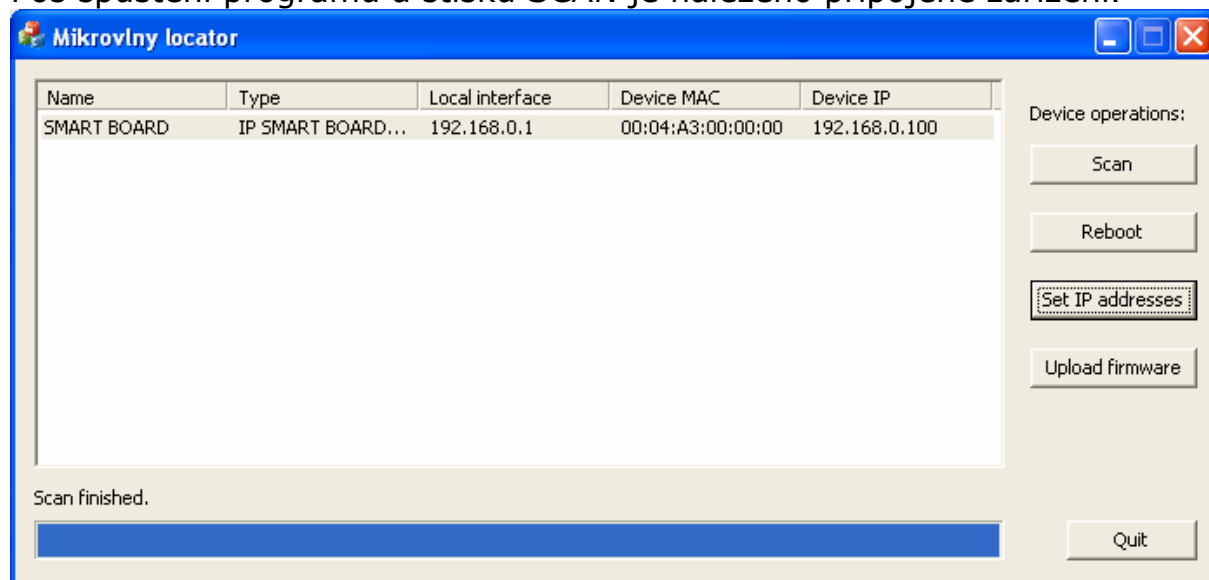 Mikrovlny locator
Name Type Local interface Device MAC Device IP
SMART BOARD IP SMART BOARD... 192.168.0.1 00:04:A3:00:00:00 192.168.0.100
Device operations:
Scan
Reboot
Set IP addresses
Upload firmware
Scan finished.
Quit